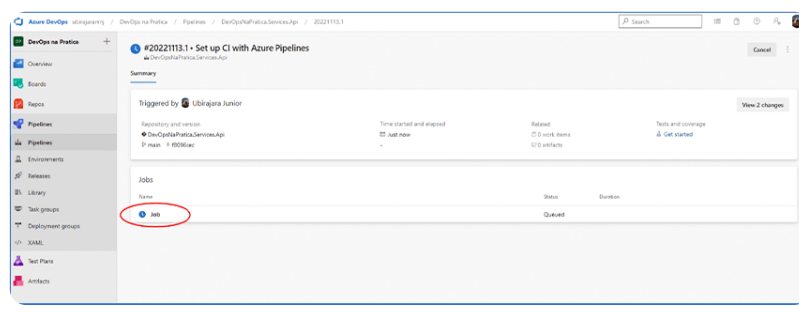 Azure DevOps ubirajaramnj / DevOps na Pratica / Pipelines / DevOpsNaPratica.Services.Api / 20221113.1
Search
DP DevOps na Pratica +
Overview
Boards
Repos
Pipelines
Pipelines
Environments
Releases
Library
Task groups
Deployment groups
XAML
Test Plans
Artifacts
#20221113.1 • Set up CI with Azure Pipelines
DevOpsNaPratica.Services.Api
Cancel
Summary
Triggered by Ubirajara Junior
View 2 changes
Repository and version Time started and elapsed Related Tests and coverage
DevOpsNaPratica.Services.Api Just now 0 work items Get started
main - 0 artifacts
Jobs
Name Status Duration
Job Queued